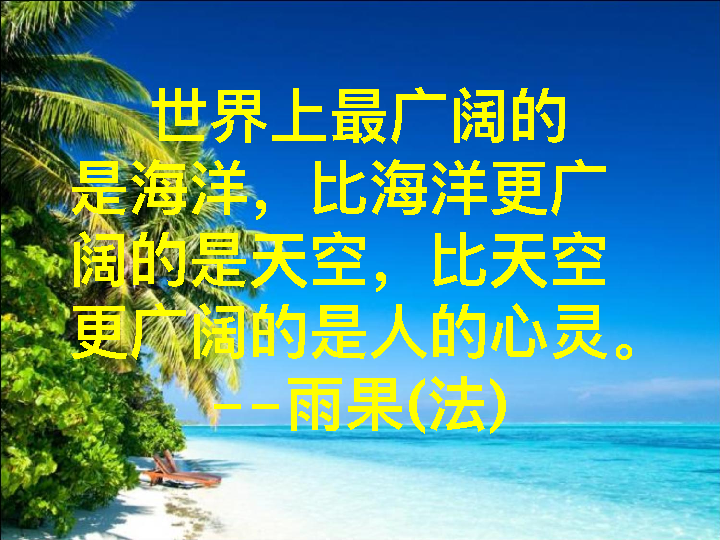 世界上最广阔的
是海洋，比海洋更广
阔的是天空，比天空
更广阔的是人的心灵。
--雨果(法)